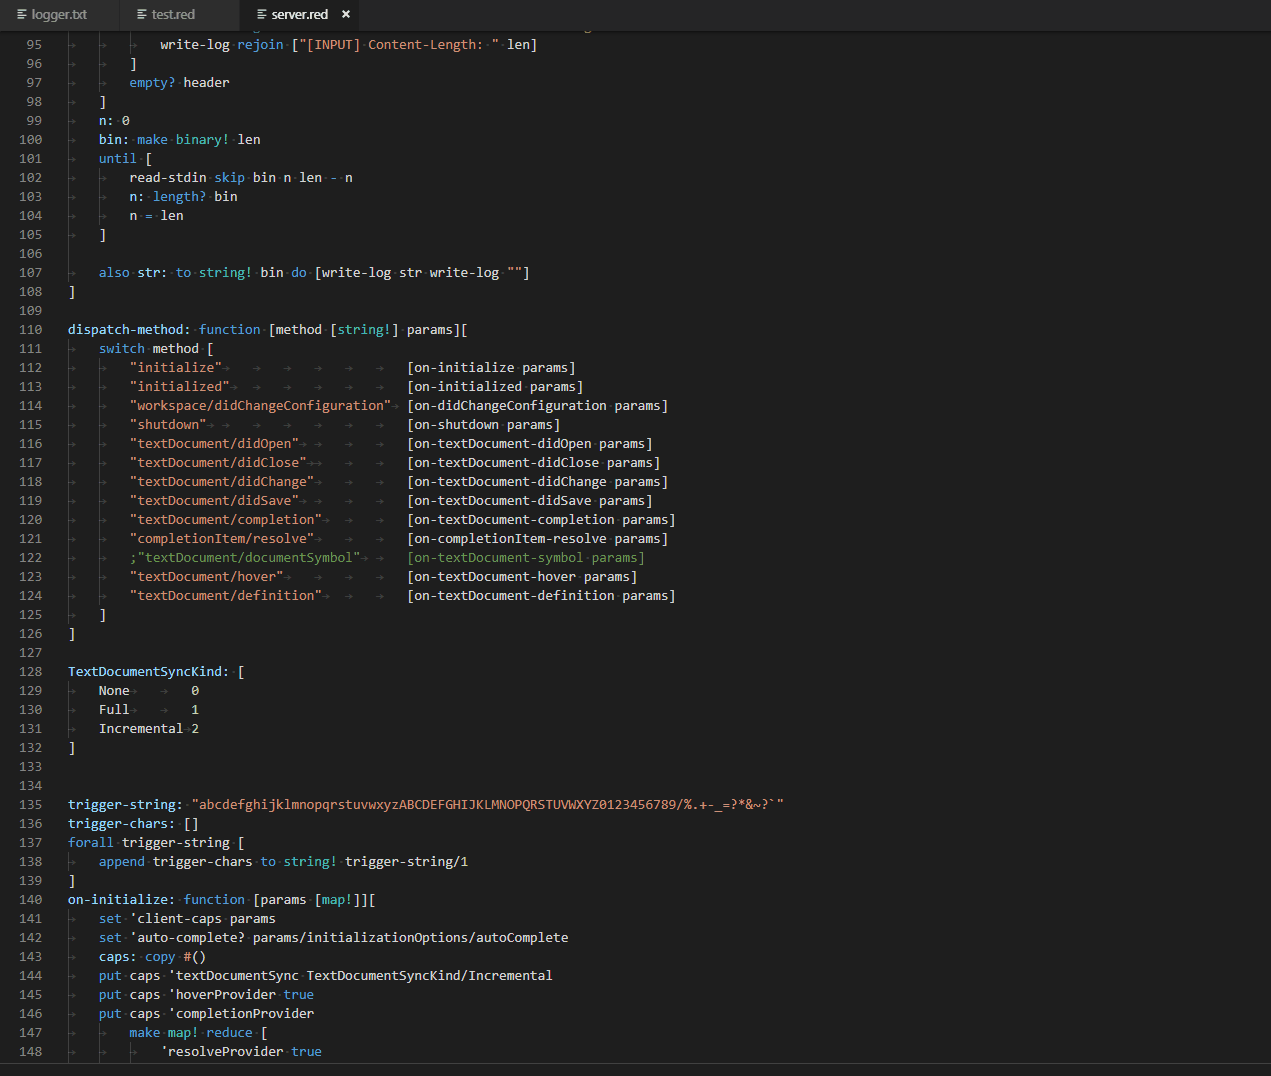 logger.txt test.red server.red ×
95 write-log rejoin ["[INPUT] Content-Length: " len]
96 ]
97 empty? header
98 ]
99 n: 0
100 bin: make binary! len
101 until [
102 read-stdin skip bin n len - n
103 n: length? bin
104 n = len
105 ]
106
107 also str: to string! bin do [write-log str write-log ""]
108 ]
109
110 dispatch-method: function [method [string!] params][
111 switch method [
112 "initialize" [on-initialize params]
113 "initialized" [on-initialized params]
114 "workspace/didChangeConfiguration" [on-didChangeConfiguration params]
115 "shutdown" [on-shutdown params]
116 "textDocument/didOpen" [on-textDocument-didOpen params]
117 "textDocument/didClose" [on-textDocument-didClose params]
118 "textDocument/didChange" [on-textDocument-didChange params]
119 "textDocument/didSave" [on-textDocument-didSave params]
120 "textDocument/completion" [on-textDocument-completion params]
121 "completionItem/resolve" [on-completionItem-resolve params]
122 ;"textDocument/documentSymbol" [on-textDocument-symbol params]
123 "textDocument/hover" [on-textDocument-hover params]
124 "textDocument/definition" [on-textDocument-definition params]
125 ]
126 ]
127
128 TextDocumentSyncKind: [
129 None 0
130 Full 1
131 Incremental 2
132 ]
133
134
135 trigger-string: "abcdefghijklmnopqrstuvwxyzABCDEFGHIJKLMNOPQRSTUVWXYZ0123456789/%.+-_=?*&~?`"
136 trigger-chars: []
137 forall trigger-string [
138 append trigger-chars to string! trigger-string/1
139 ]
140 on-initialize: function [params [map!]][
141 set 'client-caps params
142 set 'auto-complete? params/initializationOptions/autoComplete
143 caps: copy #()
144 put caps 'textDocumentSync TextDocumentSyncKind/Incremental
145 put caps 'hoverProvider true
146 put caps 'completionProvider
147 make map! reduce [
148 'resolveProvider true